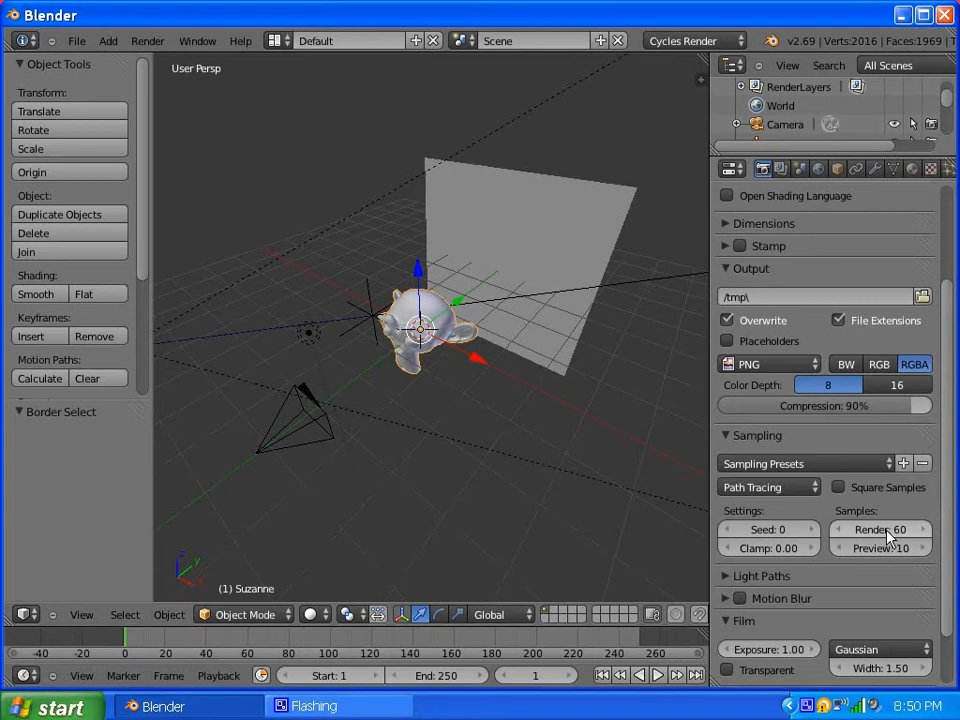 Blender
File Add Render Window Help Default Scene Cycles Render v2.69 | Verts:2016 | Faces:1969 | T
Object Tools
Transform:
Translate
Rotate
Scale
Origin
Object:
Duplicate Objects
Delete
Join
Shading:
Smooth Flat
Keyframes:
Insert Remove
Motion Paths:
Calculate Clear
Border Select
User Persp
(1) Suzanne
View Select Object Object Mode Global
-40 -20 0 20 40 60 80 100 120 140 160 180 200 220 240 260
View Marker Frame Playback Start: 1 End: 250 1
View Search All Scenes
RenderLayers
World
Camera
Open Shading Language
Dimensions
Stamp
Output
/tmp\
Overwrite File Extensions
Placeholders
PNG BW RGB RGBA
Color Depth: 8 16
Compression: 90%
Sampling
Sampling Presets
Path Tracing Square Samples
Settings: Samples:
Seed: 0 Render: 60
Clamp: 0.00 Preview: 10
Light Paths
Motion Blur
Film
Exposure: 1.00 Gaussian
Transparent Width: 1.50
start Blender Flashing 8:50 PM